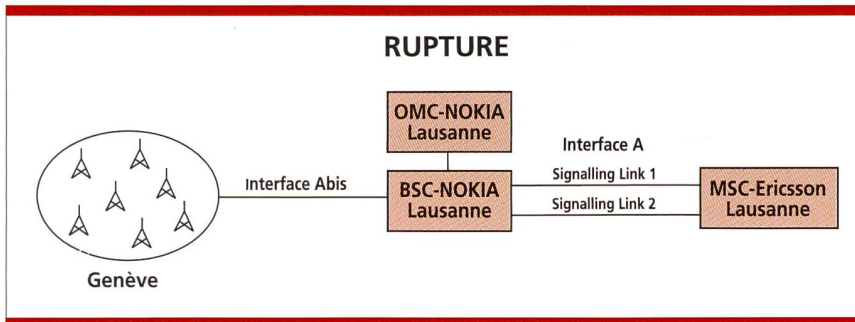 RUPTURE
OMC-NOKIA
Lausanne
Interface A
Interface Abis
BSC-NOKIA
Lausanne
Signalling Link 1
Signalling Link 2
MSC-Ericsson
Lausanne
Genève